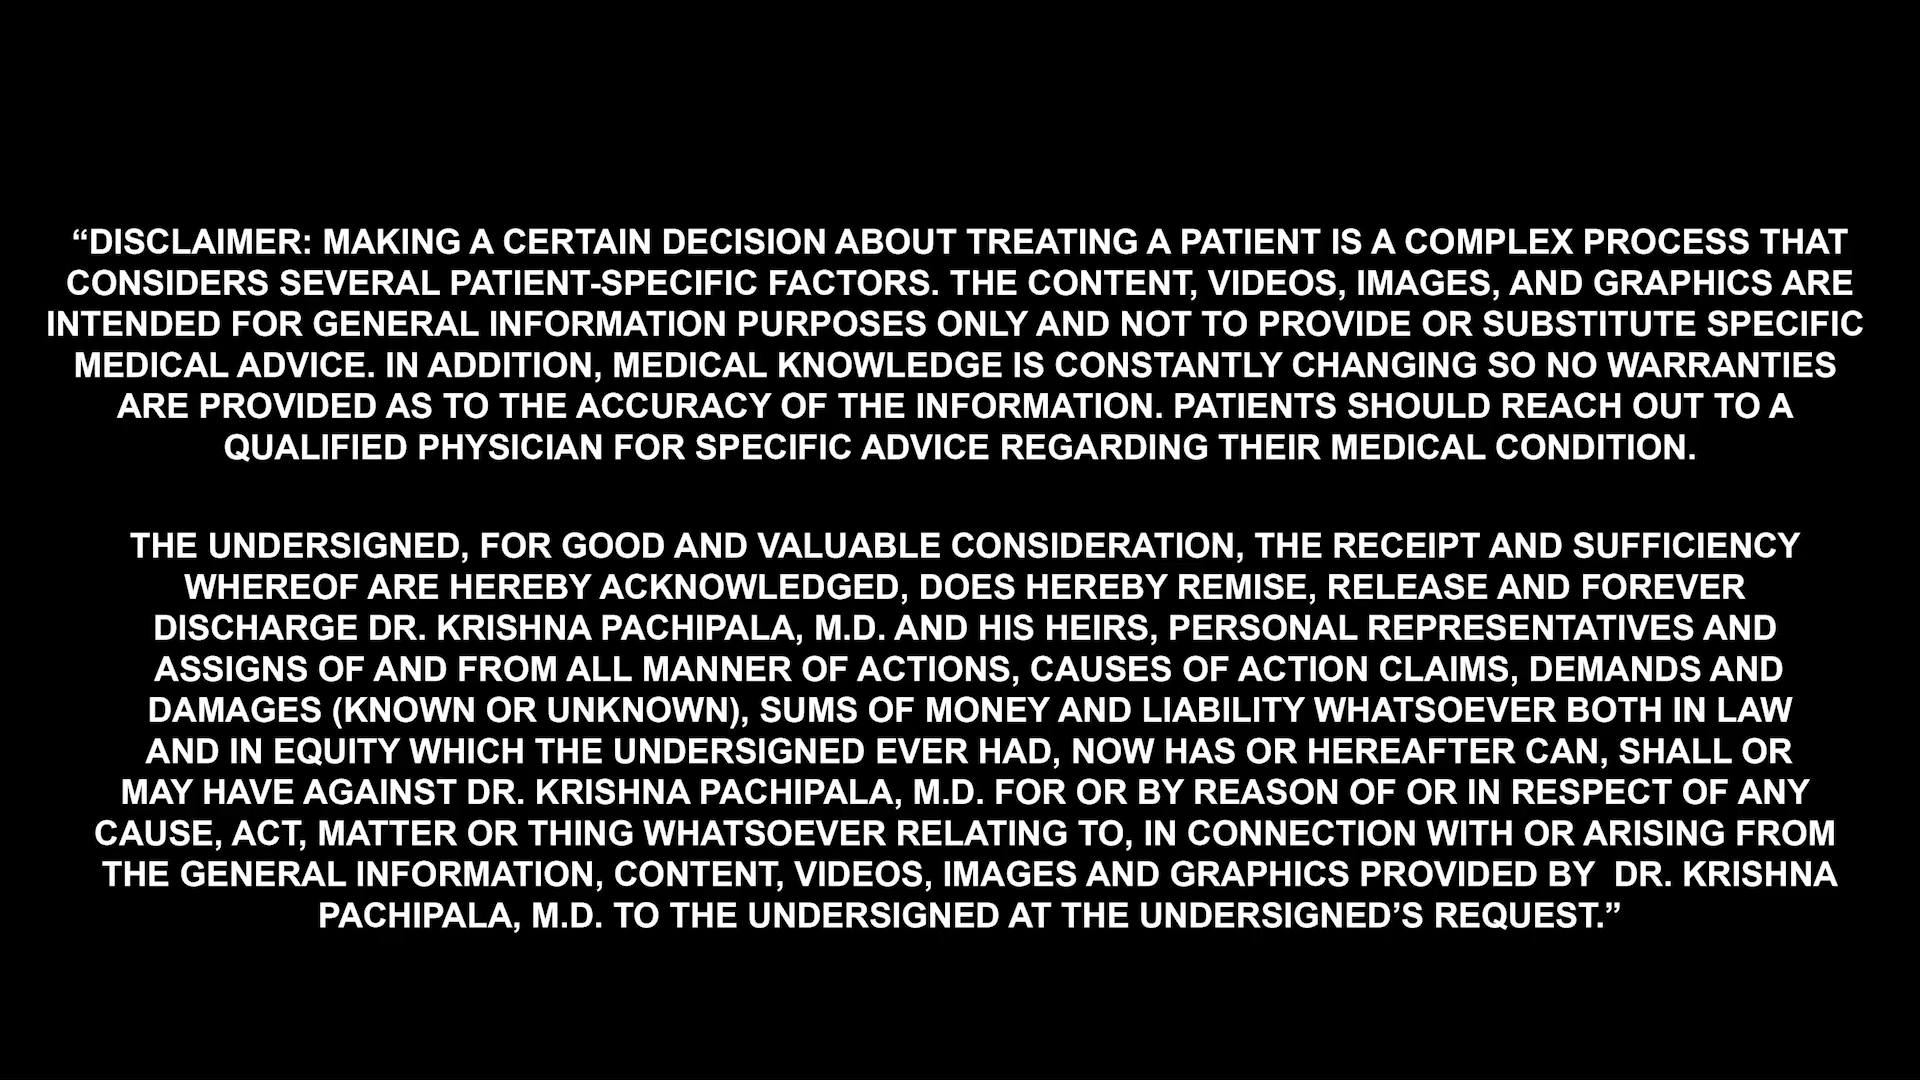 “DISCLAIMER: MAKING A CERTAIN DECISION ABOUT TREATING A PATIENT IS A COMPLEX PROCESS THAT
CONSIDERS SEVERAL PATIENT-SPECIFIC FACTORS. THE CONTENT, VIDEOS, IMAGES, AND GRAPHICS ARE
INTENDED FOR GENERAL INFORMATION PURPOSES ONLY AND NOT TO PROVIDE OR SUBSTITUTE SPECIFIC
MEDICAL ADVICE. IN ADDITION, MEDICAL KNOWLEDGE IS CONSTANTLY CHANGING SO NO WARRANTIES
ARE PROVIDED AS TO THE ACCURACY OF THE INFORMATION. PATIENTS SHOULD REACH OUT TO A
QUALIFIED PHYSICIAN FOR SPECIFIC ADVICE REGARDING THEIR MEDICAL CONDITION.
THE UNDERSIGNED, FOR GOOD AND VALUABLE CONSIDERATION, THE RECEIPT AND SUFFICIENCY
WHEREOF ARE HEREBY ACKNOWLEDGED, DOES HEREBY REMISE, RELEASE AND FOREVER
DISCHARGE DR. KRISHNA PACHIPALA, M.D. AND HIS HEIRS, PERSONAL REPRESENTATIVES AND
ASSIGNS OF AND FROM ALL MANNER OF ACTIONS, CAUSES OF ACTION CLAIMS, DEMANDS AND
DAMAGES (KNOWN OR UNKNOWN), SUMS OF MONEY AND LIABILITY WHATSOEVER BOTH IN LAW
AND IN EQUITY WHICH THE UNDERSIGNED EVER HAD, NOW HAS OR HEREAFTER CAN, SHALL OR
MAY HAVE AGAINST DR. KRISHNA PACHIPALA, M.D. FOR OR BY REASON OF OR IN RESPECT OF ANY
CAUSE, ACT, MATTER OR THING WHATSOEVER RELATING TO, IN CONNECTION WITH OR ARISING FROM
THE GENERAL INFORMATION, CONTENT, VIDEOS, IMAGES AND GRAPHICS PROVIDED BY  DR. KRISHNA
PACHIPALA, M.D. TO THE UNDERSIGNED AT THE UNDERSIGNED’S REQUEST.”